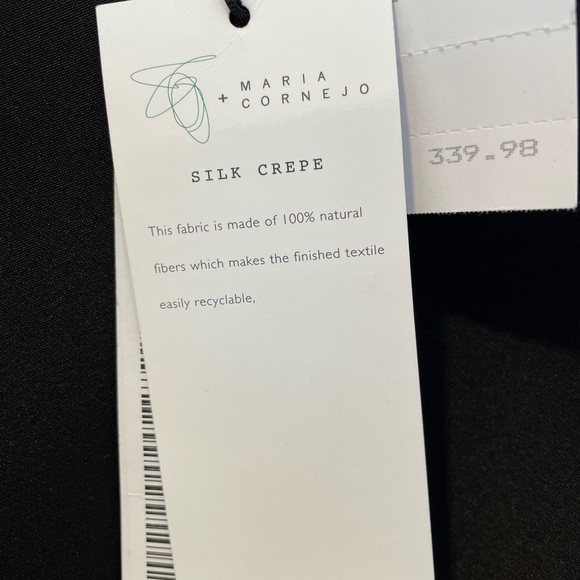 + MARIA
CORNEJO
SILK CREPE
This fabric is made of 100% natural
fibers which makes the finished textile
easily recyclable.
339.98